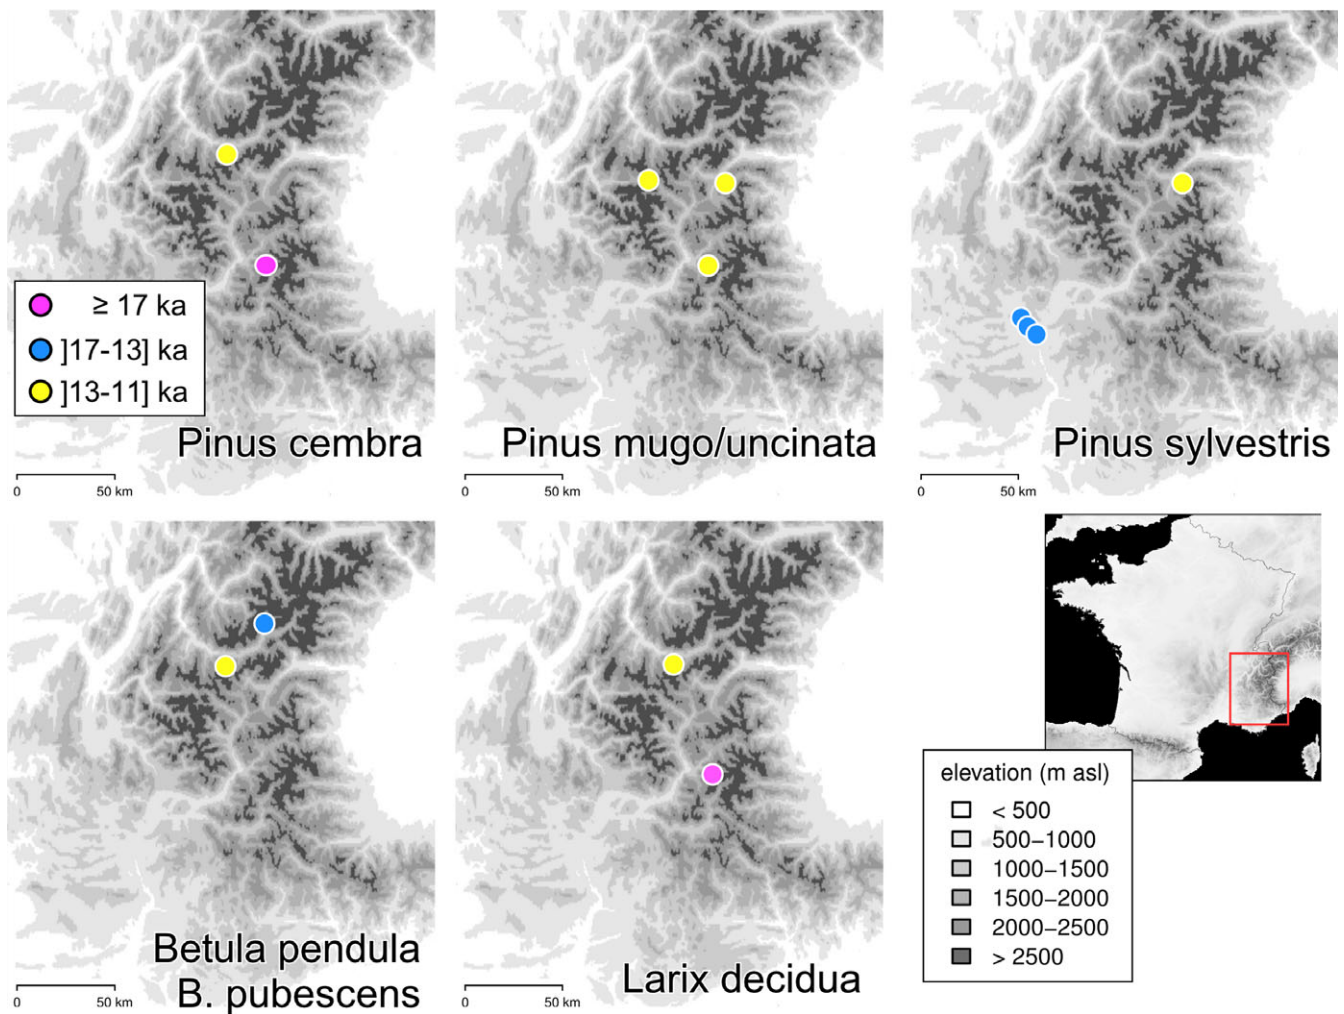 ≥ 17 ka
]17-13] ka
]13-11] ka
Pinus cembra
0 50 km
Pinus mugo/uncinata
0 50 km
Pinus sylvestris
0 50 km
Betula pendula
B. pubescens
0 50 km
Larix decidua
0 50 km
elevation (m asl)
< 500
500–1000
1000–1500
1500–2000
2000–2500
> 2500